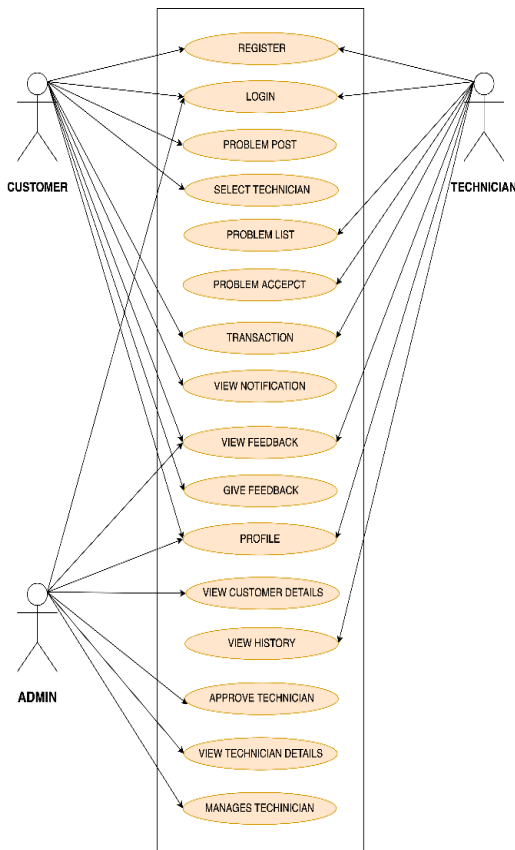 REGISTER
LOGIN
PROBLEM POST
CUSTOMER
TECHNICIAN
SELECT TECHNICIAN
PROBLEM LIST
PROBLEM ACCEPCT
TRANSACTION
VIEW NOTIFICATION
VIEW FEEDBACK
GIVE FEEDBACK
PROFILE
VIEW CUSTOMER DETAILS
VIEW HISTORY
ADMIN
APPROVE TECHNICIAN
VIEW TECHNICIAN DETAILS
MANAGES TECHINICIAN